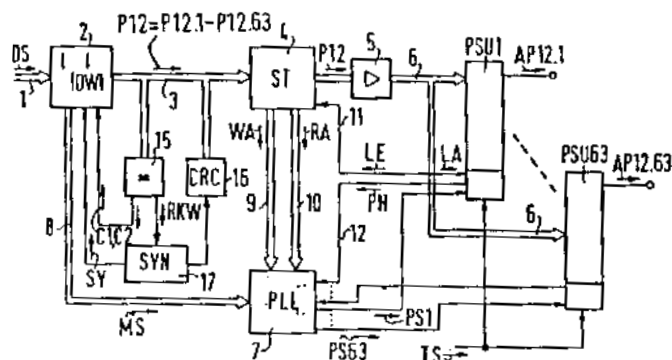 P12=P12.1-P12.63
DS
1
2
3
4
ST
P12
5
6
PSU1
AP12.1
11
WA
RA
LE
LA
PSU63
AP12.63
15
CRC
16
RKW
9
10
PN
12
6
8
C1
C2
SY
SYN
17
PLL
7
MS
PS1
PS63
TS